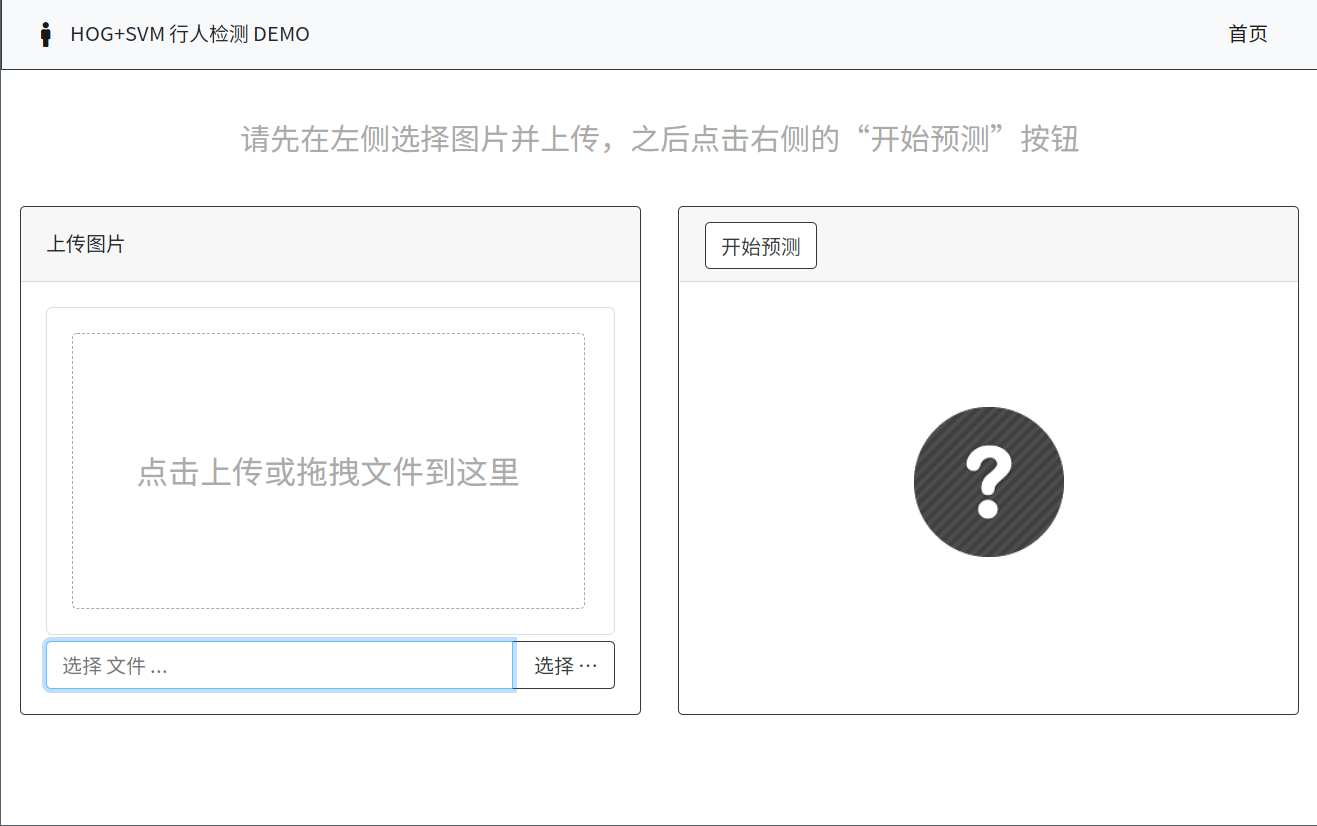 HOG+SVM 行人检测 DEMO
首页
请先在左侧选择图片并上传，之后点击右侧的“开始预测”按钮
上传图片
点击上传或拖拽文件到这里
选择 文件 ...
选择 ···
开始预测
?